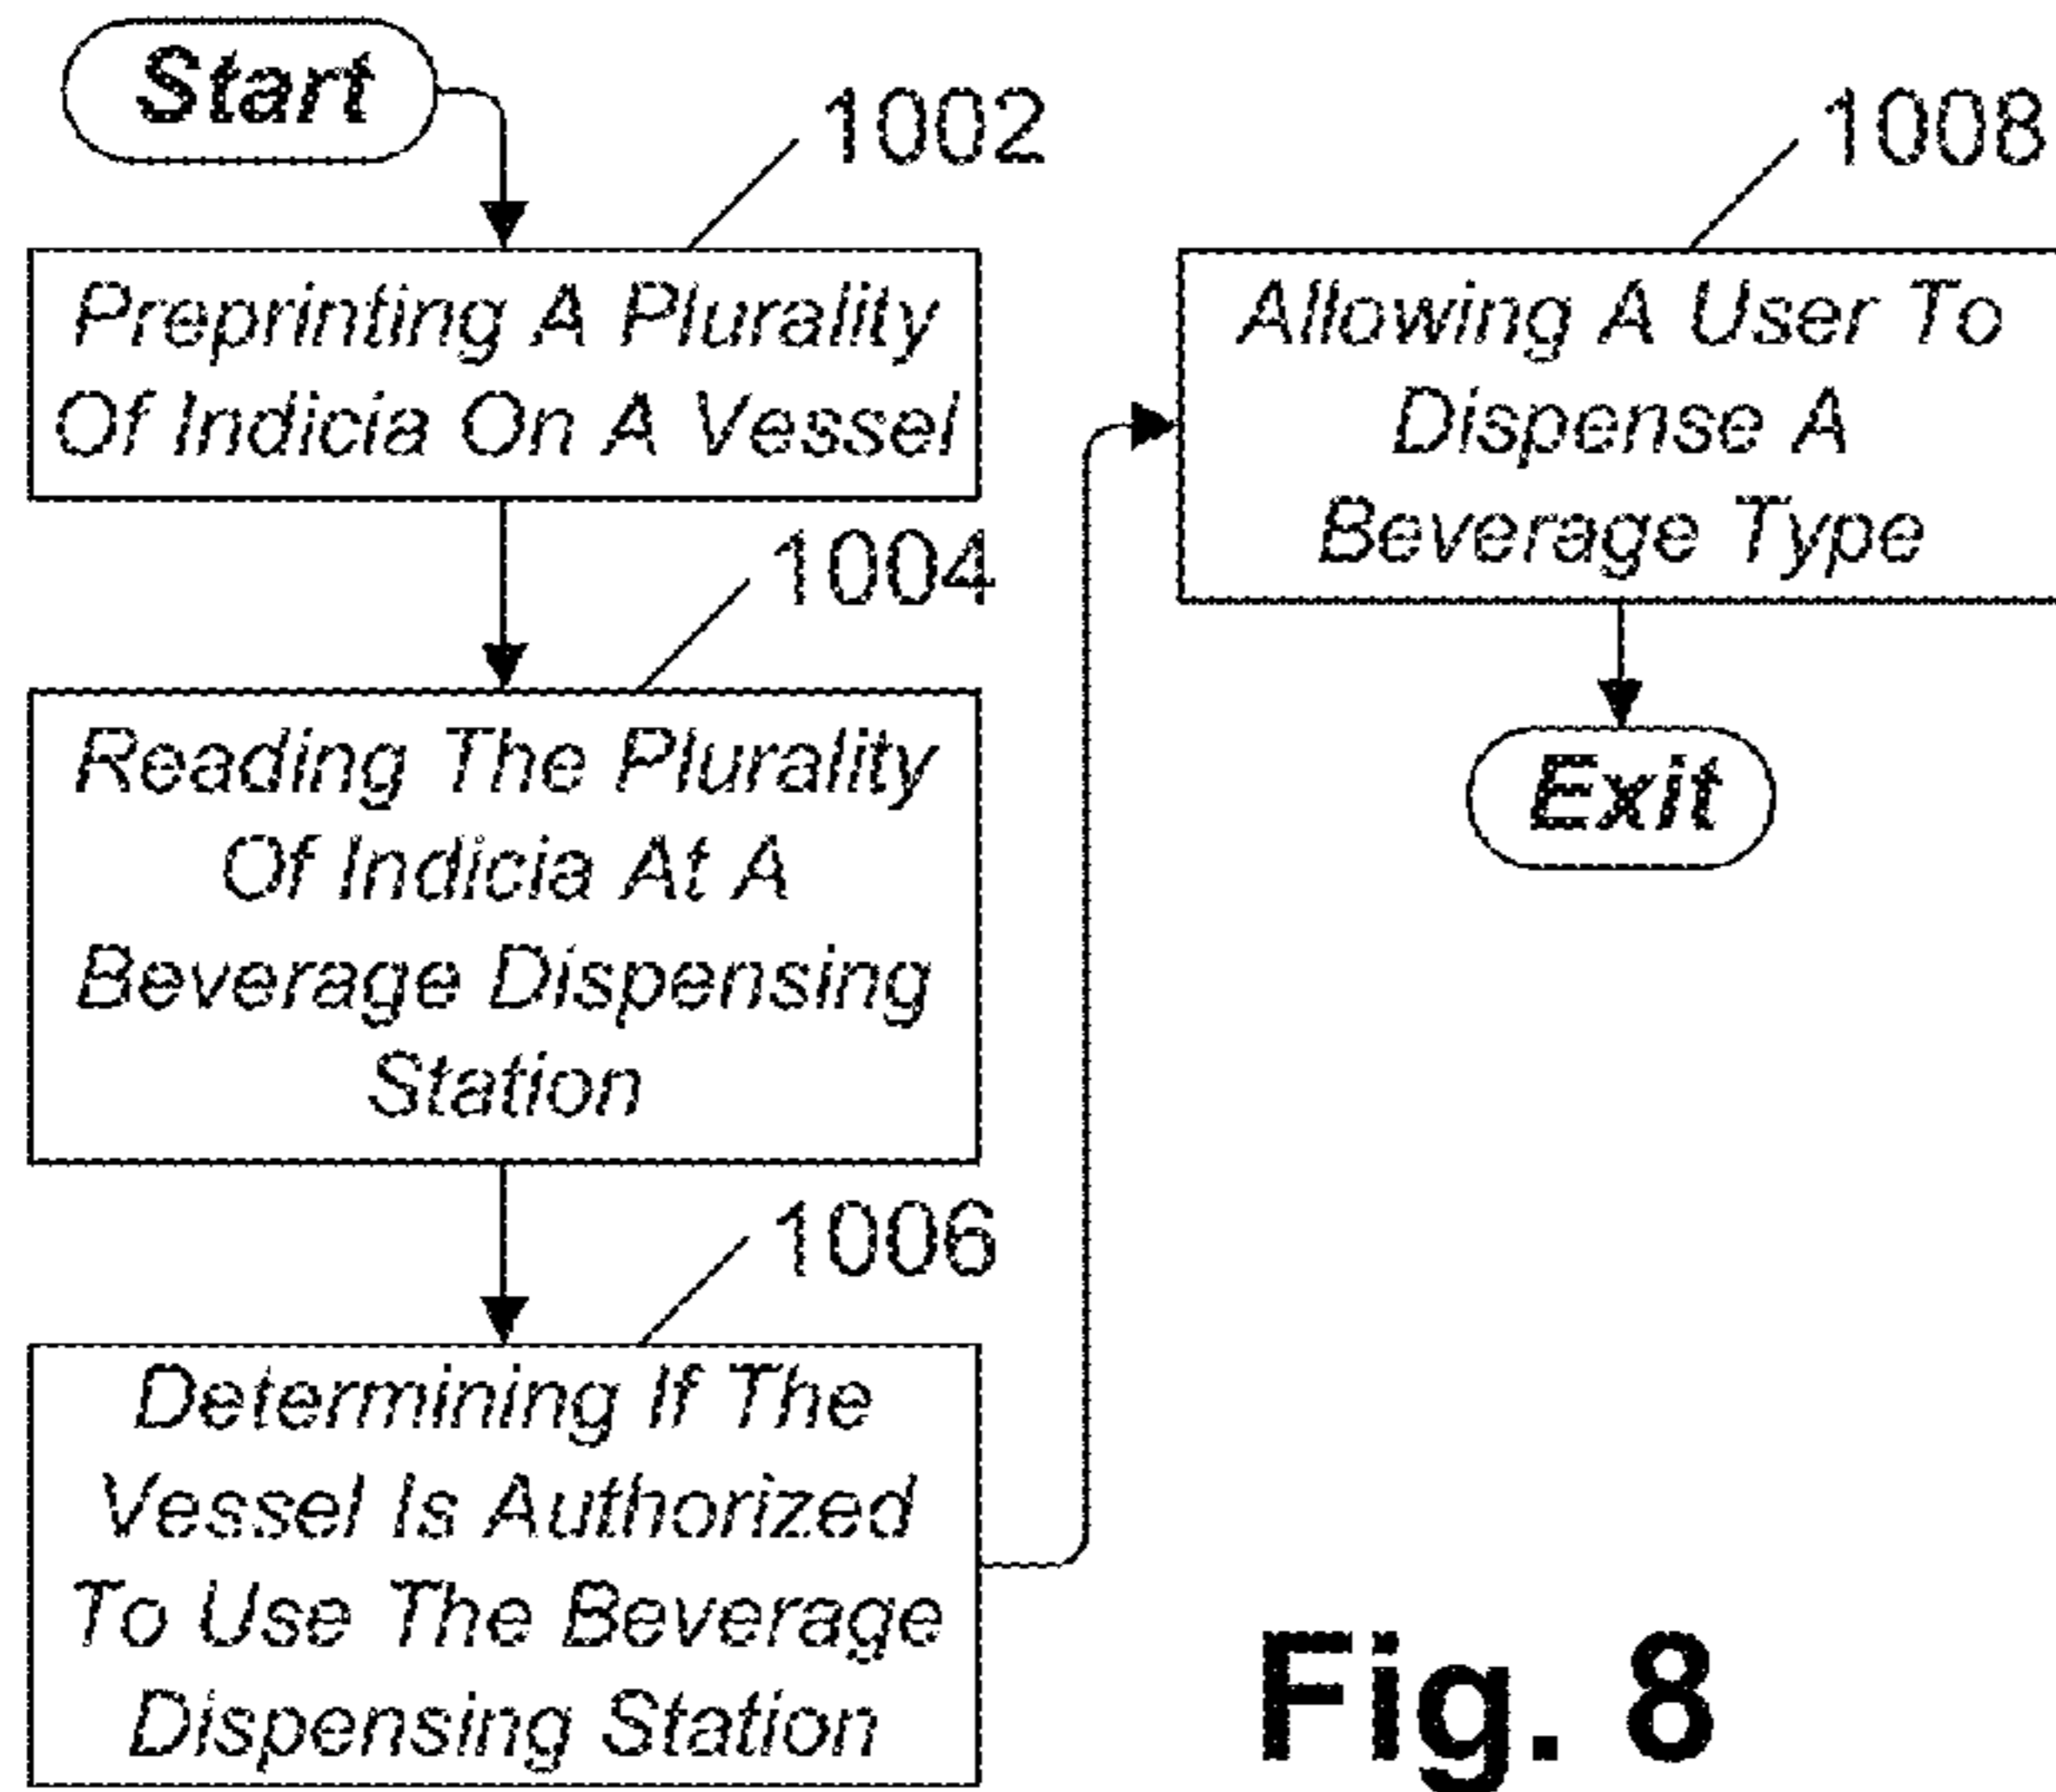 Start
1002
Preprinting A Plurality
Of Indicia On A Vessel
1004
Reading The Plurality
Of Indicia At A
Beverage Dispensing
Station
1006
Determining If The
Vessel Is Authorized
To Use The Beverage
Dispensing Station
1008
Allowing A User To
Dispense A
Beverage Type
Exit
Fig. 8